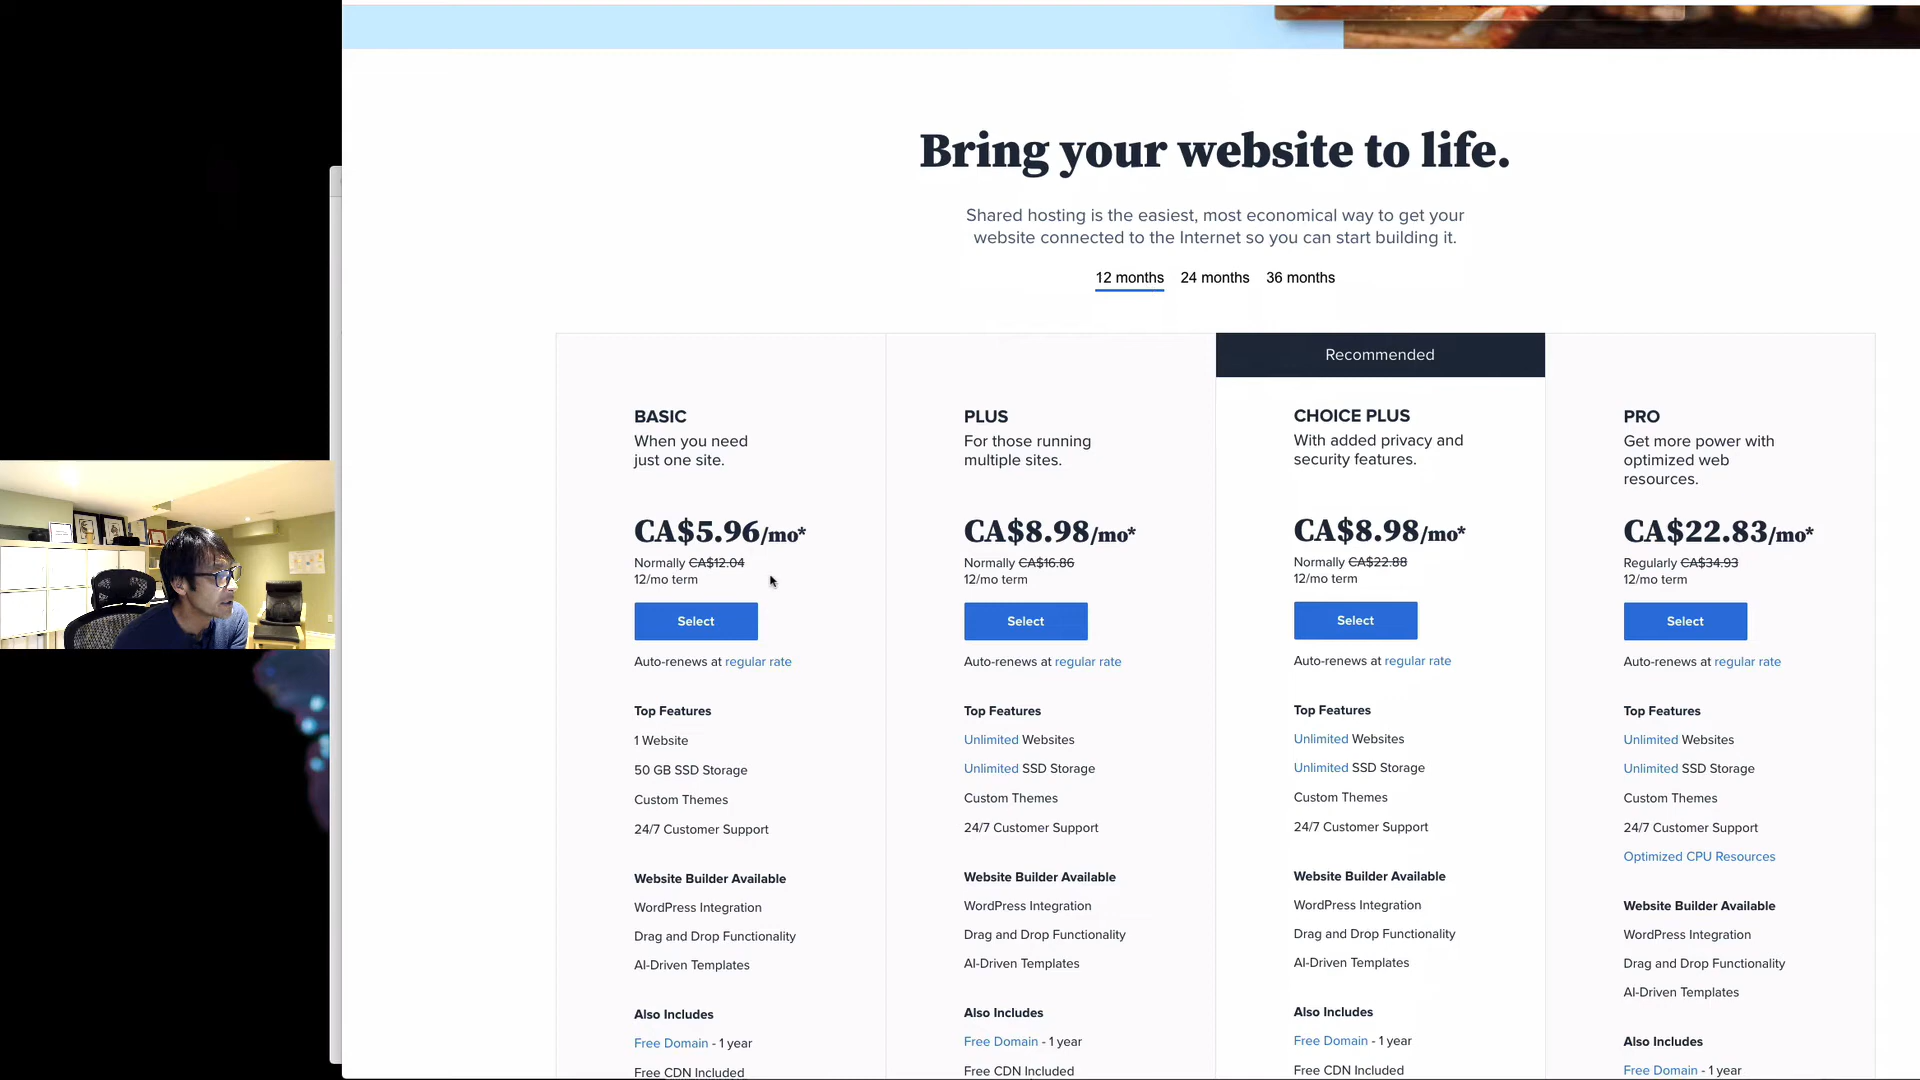 Bring your website to life.
Shared hosting is the easiest, most economical way to get your
website connected to the Internet so you can start building it.
12 months 24 months 36 months
BASIC
When you need
just one site.
CA$5.96/mo*
Normally CA$12.04
12/mo term
Select
Auto-renews at regular rate
Top Features
1 Website
50 GB SSD Storage
Custom Themes
24/7 Customer Support
Website Builder Available
WordPress Integration
Drag and Drop Functionality
AI-Driven Templates
Also Includes
Free Domain - 1 year
Free CDN Included
PLUS
For those running
multiple sites.
CA$8.98/mo*
Normally CA$16.86
12/mo term
Select
Auto-renews at regular rate
Top Features
Unlimited Websites
Unlimited SSD Storage
Custom Themes
24/7 Customer Support
Website Builder Available
WordPress Integration
Drag and Drop Functionality
AI-Driven Templates
Also Includes
Free Domain - 1 year
Free CDN Included
Recommended
CHOICE PLUS
With added privacy and
security features.
CA$8.98/mo*
Normally CA$22.88
12/mo term
Select
Auto-renews at regular rate
Top Features
Unlimited Websites
Unlimited SSD Storage
Custom Themes
24/7 Customer Support
Website Builder Available
WordPress Integration
Drag and Drop Functionality
AI-Driven Templates
Also Includes
Free Domain - 1 year
Free CDN Included
PRO
Get more power with
optimized web
resources.
CA$22.83/mo*
Regularly CA$34.93
12/mo term
Select
Auto-renews at regular rate
Top Features
Unlimited Websites
Unlimited SSD Storage
Custom Themes
24/7 Customer Support
Optimized CPU Resources
Website Builder Available
WordPress Integration
Drag and Drop Functionality
AI-Driven Templates
Also Includes
Free Domain - 1 year